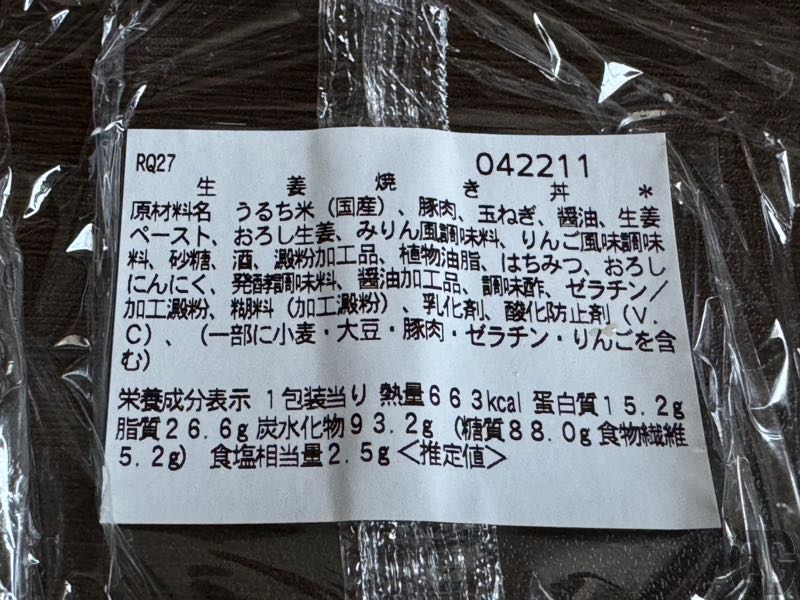 RQ27 042211
生姜焼き丼 *
原材料名 うるち米(国産)、豚肉、玉ねぎ、醤油、生姜
ペースト、おろし生姜、みりん風調味料、りんご風味調味
料、砂糖、酒、澱粉加工品、植物油脂、はちみつ、おろし
にんにく、発酵調味料、醤油加工品、調味酢、ゼラチン/
加工澱粉、糊料(加工澱粉)、乳化剤、酸化防止剤(V.
C)、(一部に小麦・大豆・豚肉・ゼラチン・りんごを含
む)
栄養成分表示 1包装当り 熱量663kcal 蛋白質15.2g
脂質26.6g 炭水化物93.2g (糖質88.0g 食物繊維
5.2g) 食塩相当量2.5g<推定値>